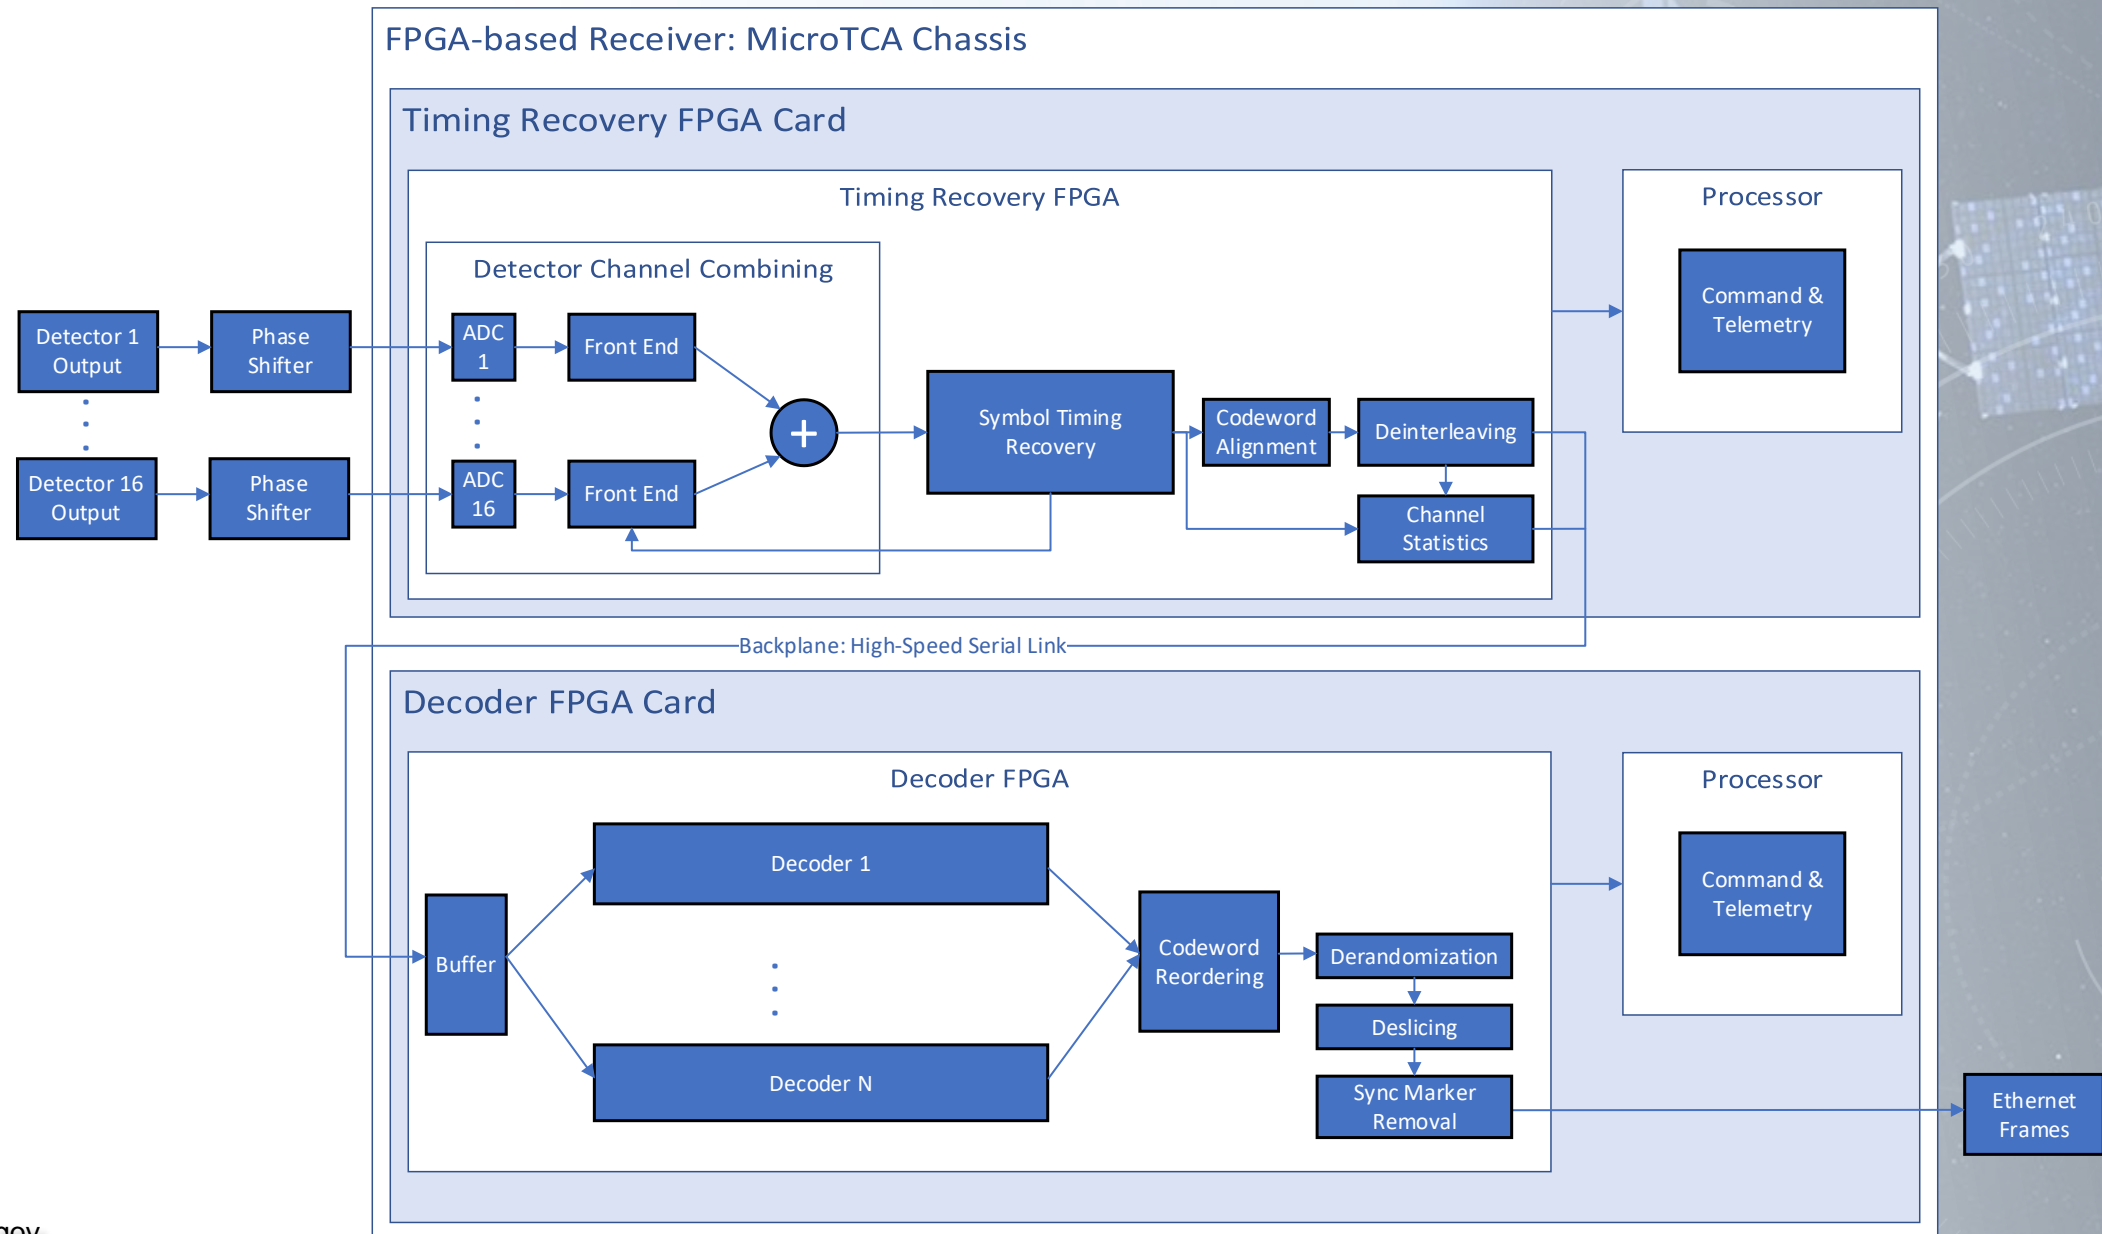 FPGA-based Receiver: MicroTCA Chassis
Timing Recovery FPGA Card
Timing Recovery FPGA
Processor
Detector Channel Combining
Command &
Telemetry
Detector 1
Output
Phase
Shifter
ADC
1
Front End
Symbol Timing
Recovery
Codeword
Alignment
Deinterleaving
+
Detector 16
Output
Phase
Shifter
ADC
16
Front End
Channel
Statistics
Backplane: High-Speed Serial Link
Decoder FPGA Card
Decoder FPGA
Processor
Decoder 1
Command &
Telemetry
Buffer
Codeword
Reordering
Derandomization
Deslicing
Decoder N
Sync Marker
Removal
Ethernet
Frames